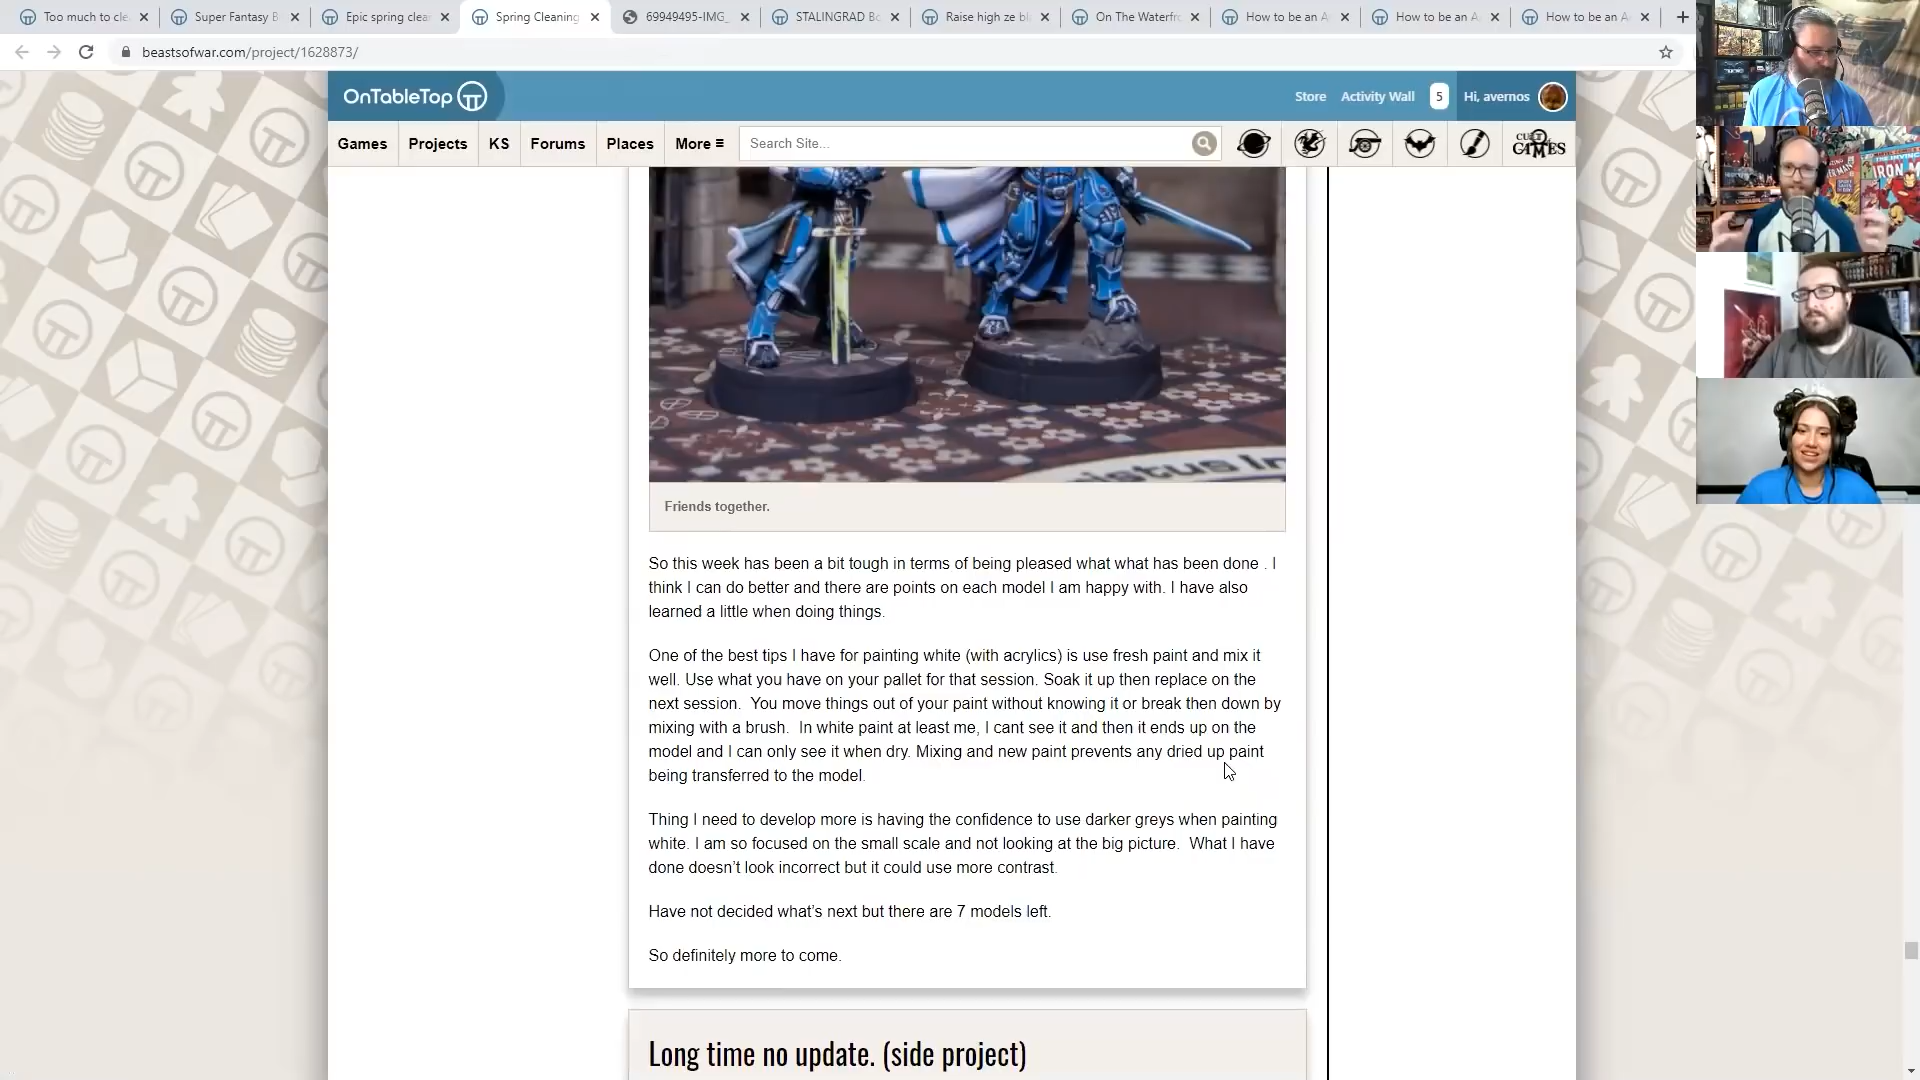 Too much to cle
Super Fantasy B
Epic spring clea
Spring Cleaning
69949495-IMG_
STALINGRAD Bo
Raise high ze bl
On The Waterfr
How to be an A
How to be an A
How to be an A
beastsofwar.com/project/1628873/
OnTableTop
Store
Activity Wall
5
Hi, avernos
Games
Projects
KS
Forums
Places
More ≡
Search Site...
CULT OF GAMES
IRON M
Friends together.
So this week has been a bit tough in terms of being pleased what what has been done . I
think I can do better and there are points on each model I am happy with. I have also
learned a little when doing things.
One of the best tips I have for painting white (with acrylics) is use fresh paint and mix it
well. Use what you have on your pallet for that session. Soak it up then replace on the
next session.  You move things out of your paint without knowing it or break then down by
mixing with a brush.  In white paint at least me, I cant see it and then it ends up on the
model and I can only see it when dry. Mixing and new paint prevents any dried up paint
being transferred to the model.
Thing I need to develop more is having the confidence to use darker greys when painting
white. I am so focused on the small scale and not looking at the big picture.  What I have
done doesn’t look incorrect but it could use more contrast.
Have not decided what’s next but there are 7 models left.
So definitely more to come.
Long time no update. (side project)